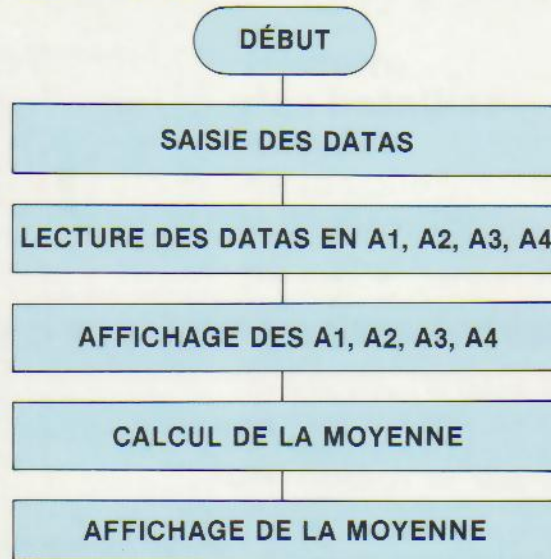 DÉBUT
SAISIE DES DATAS
LECTURE DES DATAS EN A1, A2, A3, A4
AFFICHAGE DES A1, A2, A3, A4
CALCUL DE LA MOYENNE
AFFICHAGE DE LA MOYENNE